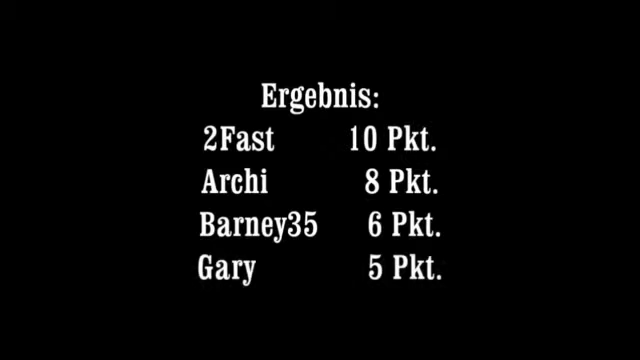 Ergebnis:
2Fast 10 Pkt.
Archi 8 Pkt.
Barney35 6 Pkt.
Gary 5 Pkt.